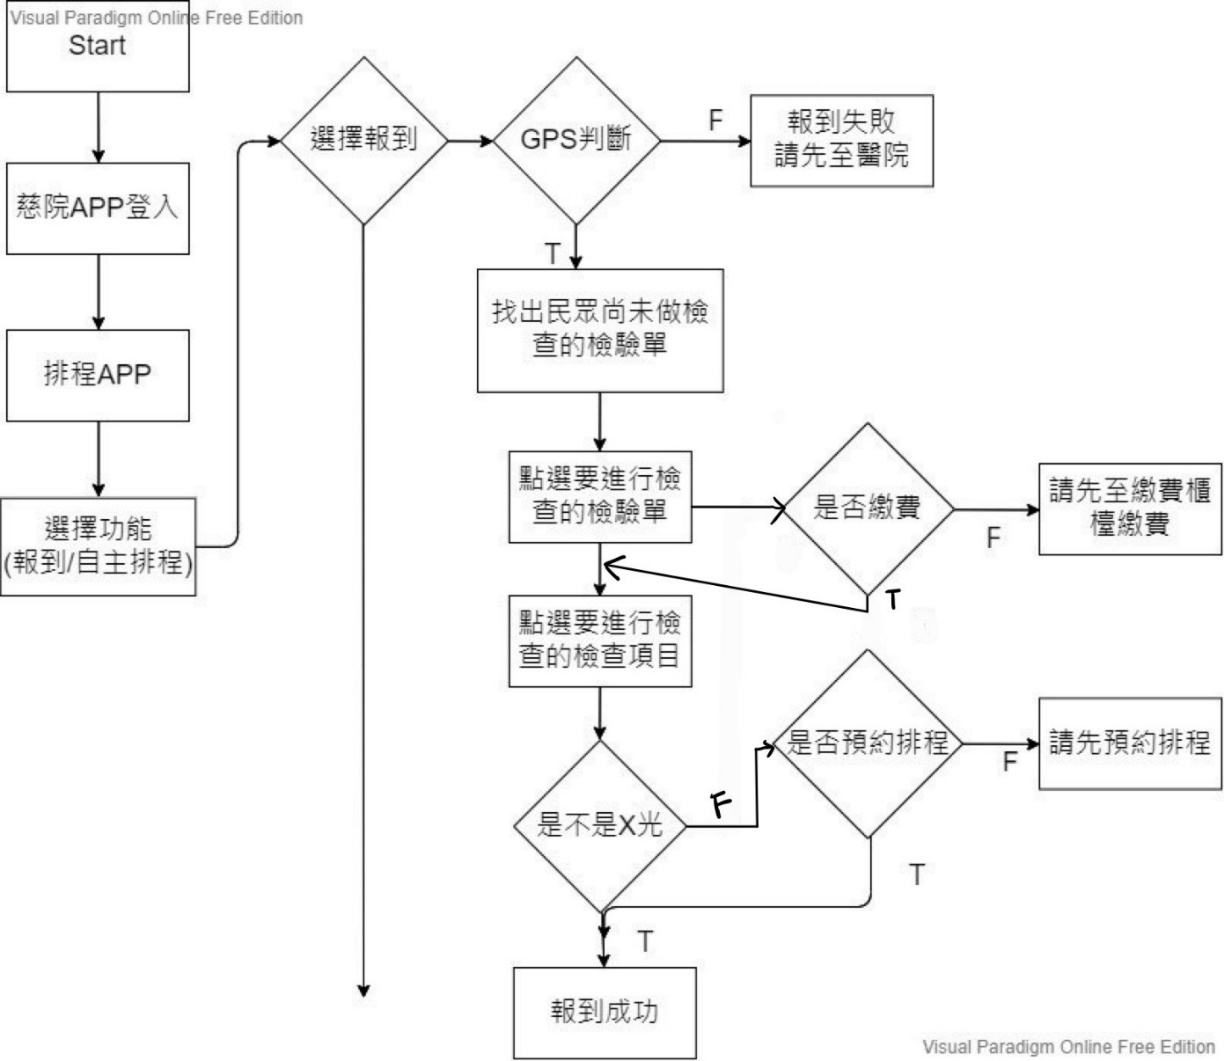 Visual Paradigm Online Free Edition
Start
慈院APP登入
排程APP
選擇功能
(報到/自主排程)
選擇報到
GPS判斷
F
報到失敗
請先至醫院
T
找出民眾尚未做檢
查的檢驗單
點選要進行檢
查的檢驗單
是否繳費
F
請先至繳費櫃
檯繳費
T
點選要進行檢
查的檢查項目
是不是X光
F
是否預約排程
F
請先預約排程
T
T
報到成功
Visual Paradigm Online Free Edition